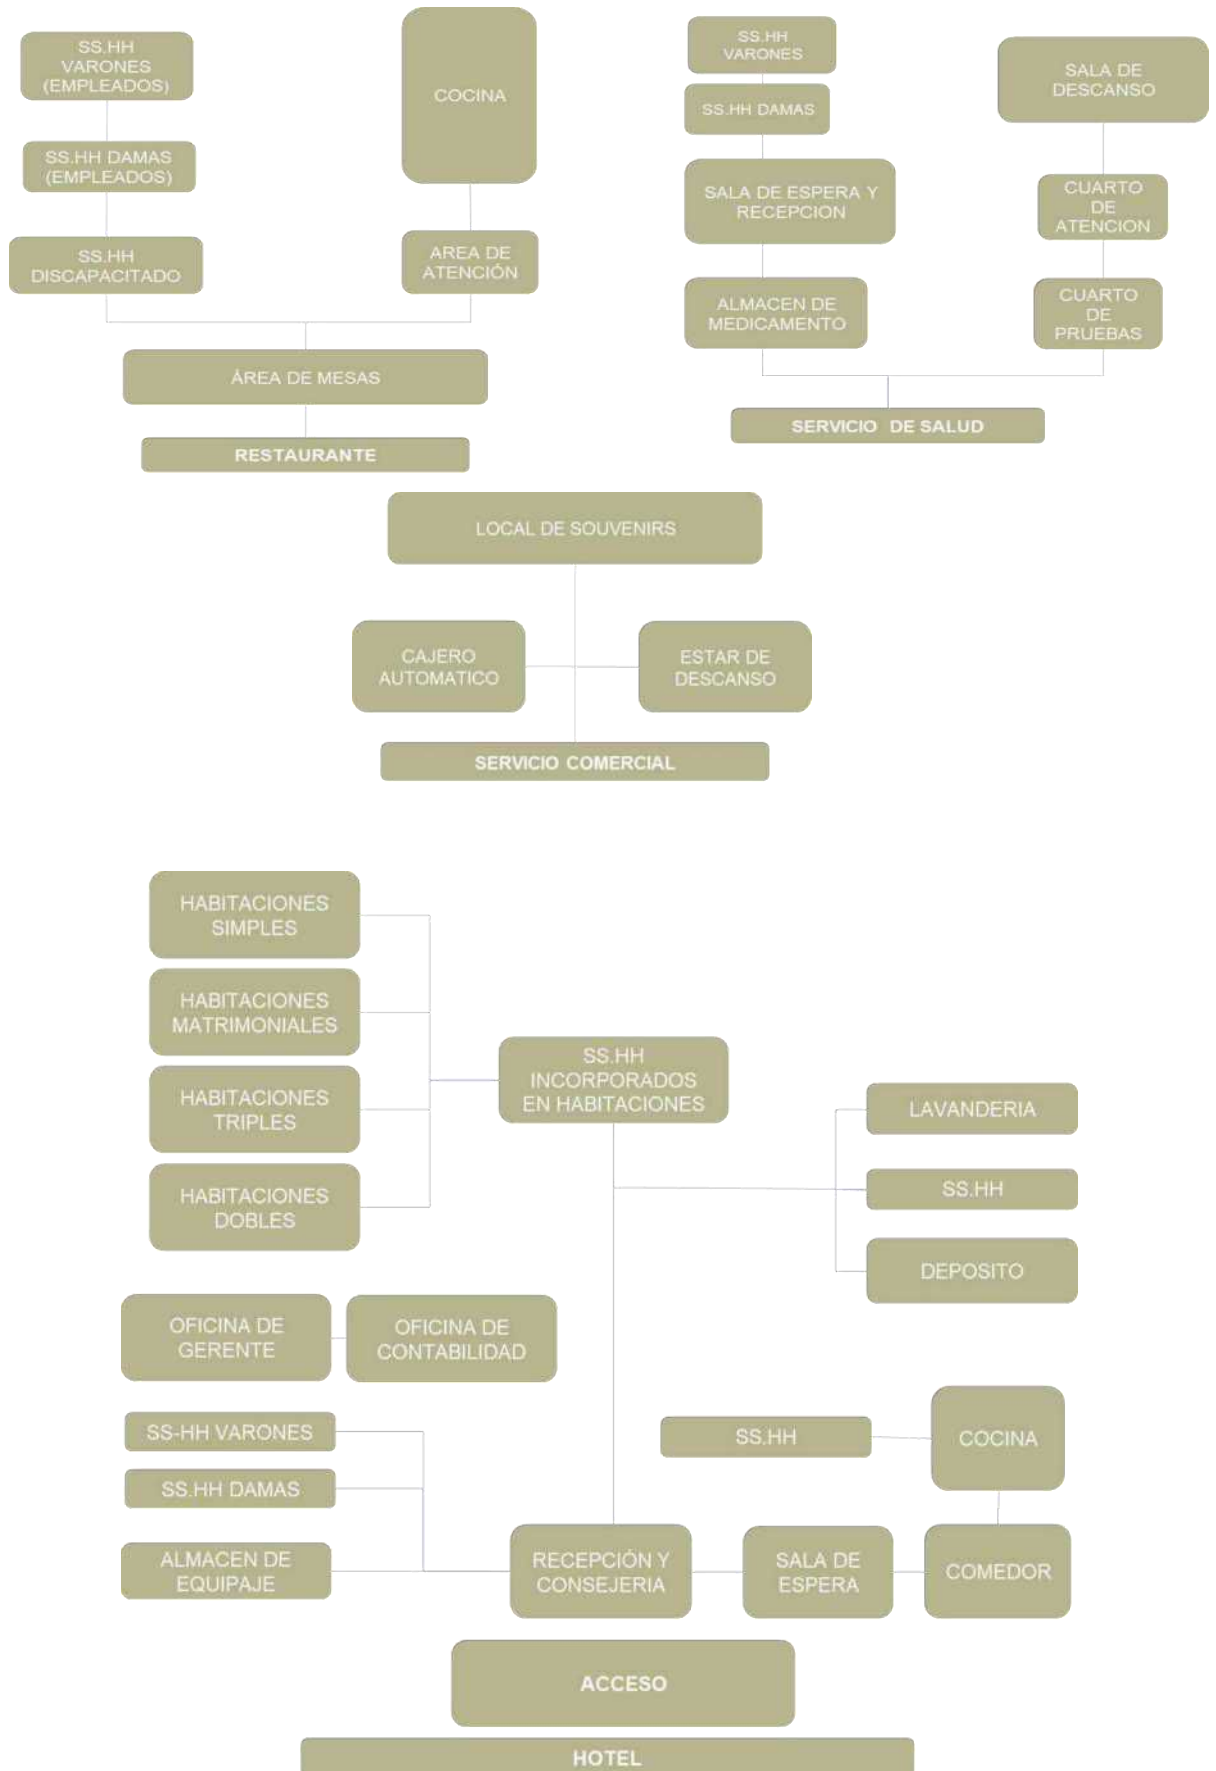 SS.HH
VARONES
(EMPLEADOS)
SS.HH DAMAS
(EMPLEADOS)
SS.HH
DISCAPACITADO
COCINA
AREA DE
ATENCIÓN
ÁREA DE MESAS
RESTAURANTE
SS.HH
VARONES
SS.HH DAMAS
SALA DE ESPERA Y
RECEPCION
ALMACEN DE
MEDICAMENTO
SALA DE
DESCANSO
CUARTO
DE
ATENCION
CUARTO
DE
PRUEBAS
SERVICIO DE SALUD
LOCAL DE SOUVENIRS
CAJERO
AUTOMATICO
ESTAR DE
DESCANSO
SERVICIO COMERCIAL
HABITACIONES
SIMPLES
HABITACIONES
MATRIMONIALES
HABITACIONES
TRIPLES
HABITACIONES
DOBLES
SS.HH
INCORPORADOS
EN HABITACIONES
LAVANDERIA
SS.HH
DEPOSITO
OFICINA DE
GERENTE
OFICINA DE
CONTABILIDAD
SS-HH VARONES
SS.HH DAMAS
ALMACEN DE
EQUIPAJE
SS.HH
COCINA
RECEPCIÓN Y
CONSEJERIA
SALA DE
ESPERA
COMEDOR
ACCESO
HOTEL